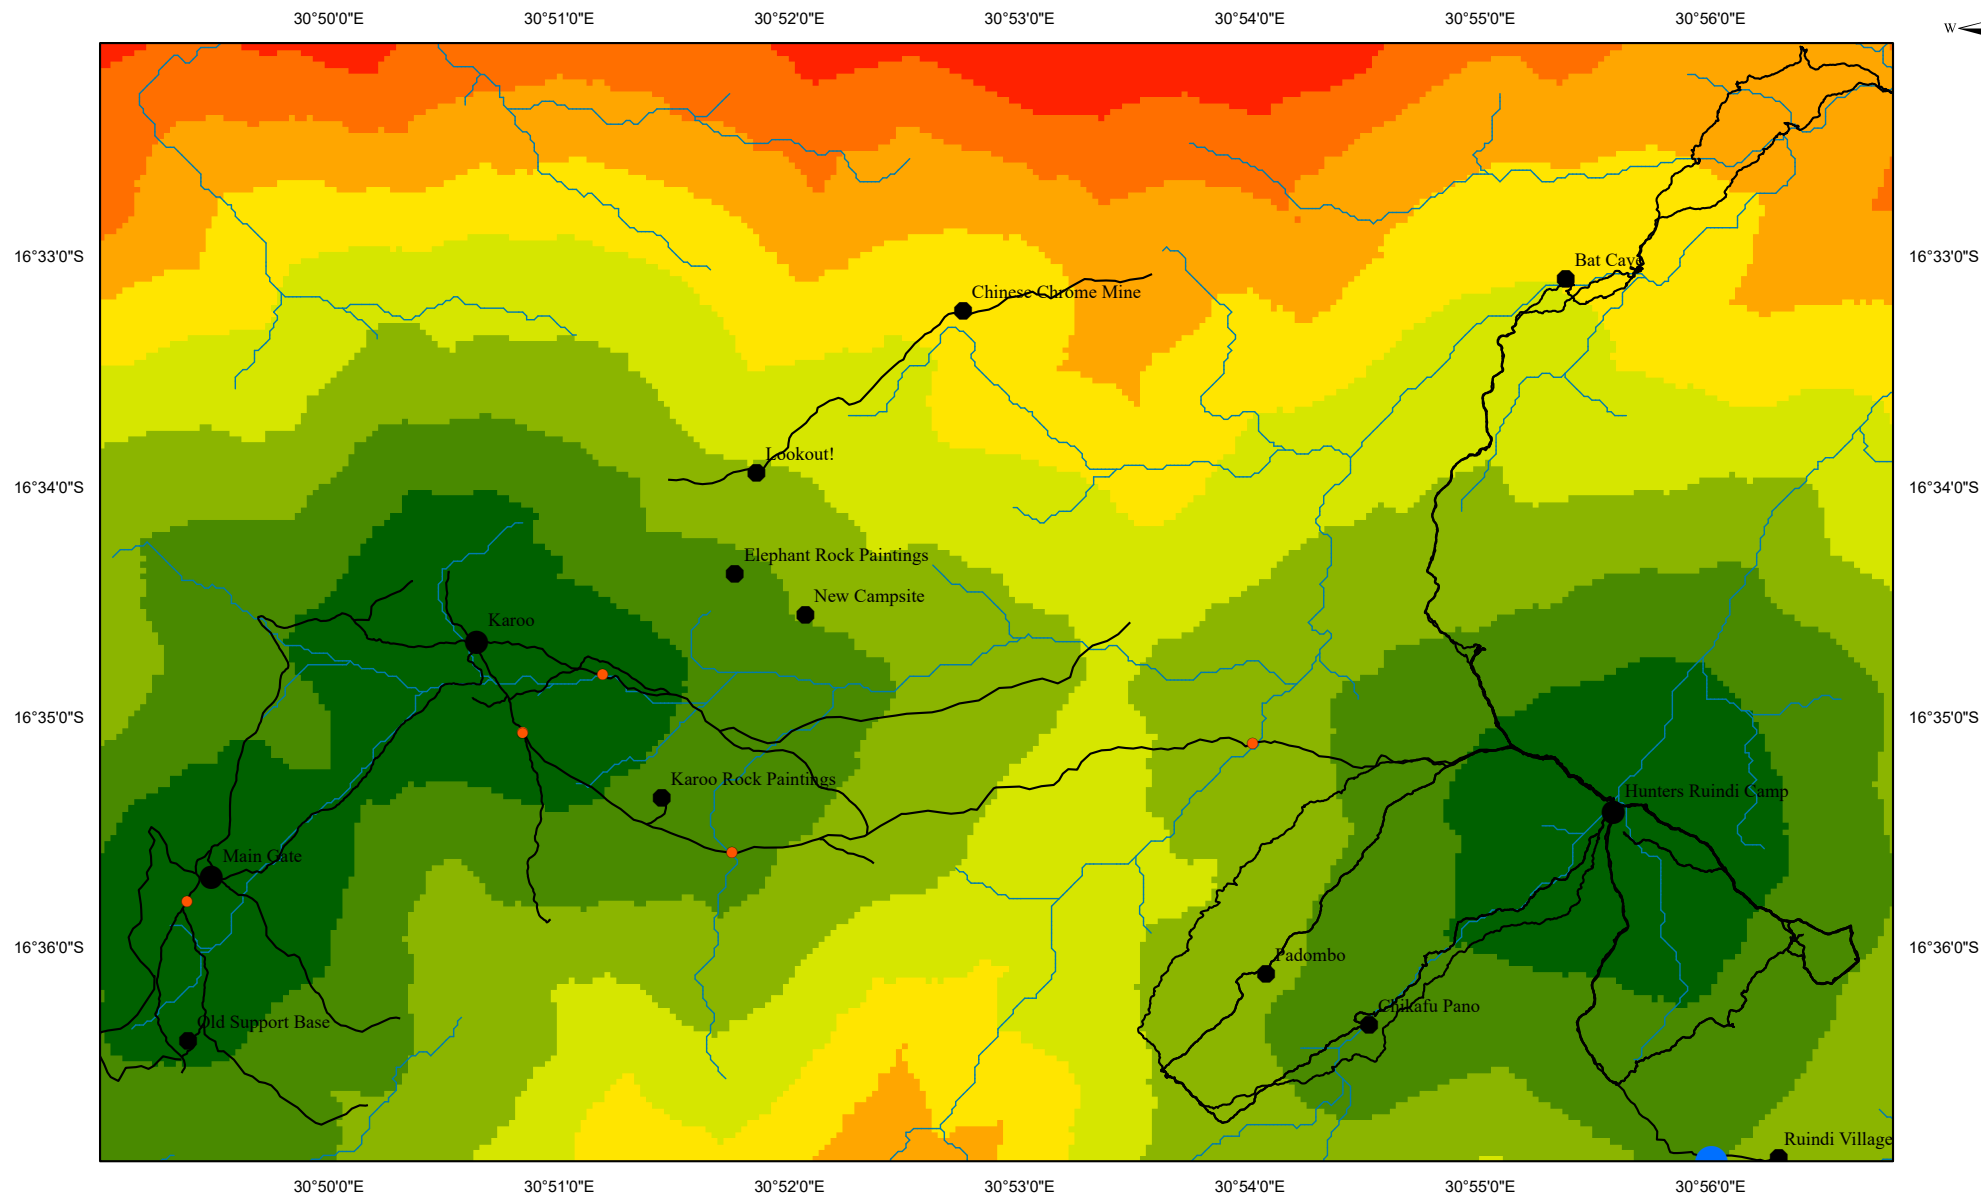 30°50'0"E 30°51'0"E 30°52'0"E 30°53'0"E 30°54'0"E 30°55'0"E 30°56'0"E
W
16°33'0"S 16°33'0"S
Bat Cave
Chinese Chrome Mine
Lookout!
16°34'0"S 16°34'0"S
Elephant Rock Paintings
New Campsite
Karoo
16°35'0"S 16°35'0"S
Karoo Rock Paintings
Hunters Ruindi Camp
Main Gate
16°36'0"S 16°36'0"S
Padombo
Chikafu Pano
Old Support Base
Ruindi Village
30°50'0"E 30°51'0"E 30°52'0"E 30°53'0"E 30°54'0"E 30°55'0"E 30°56'0"E